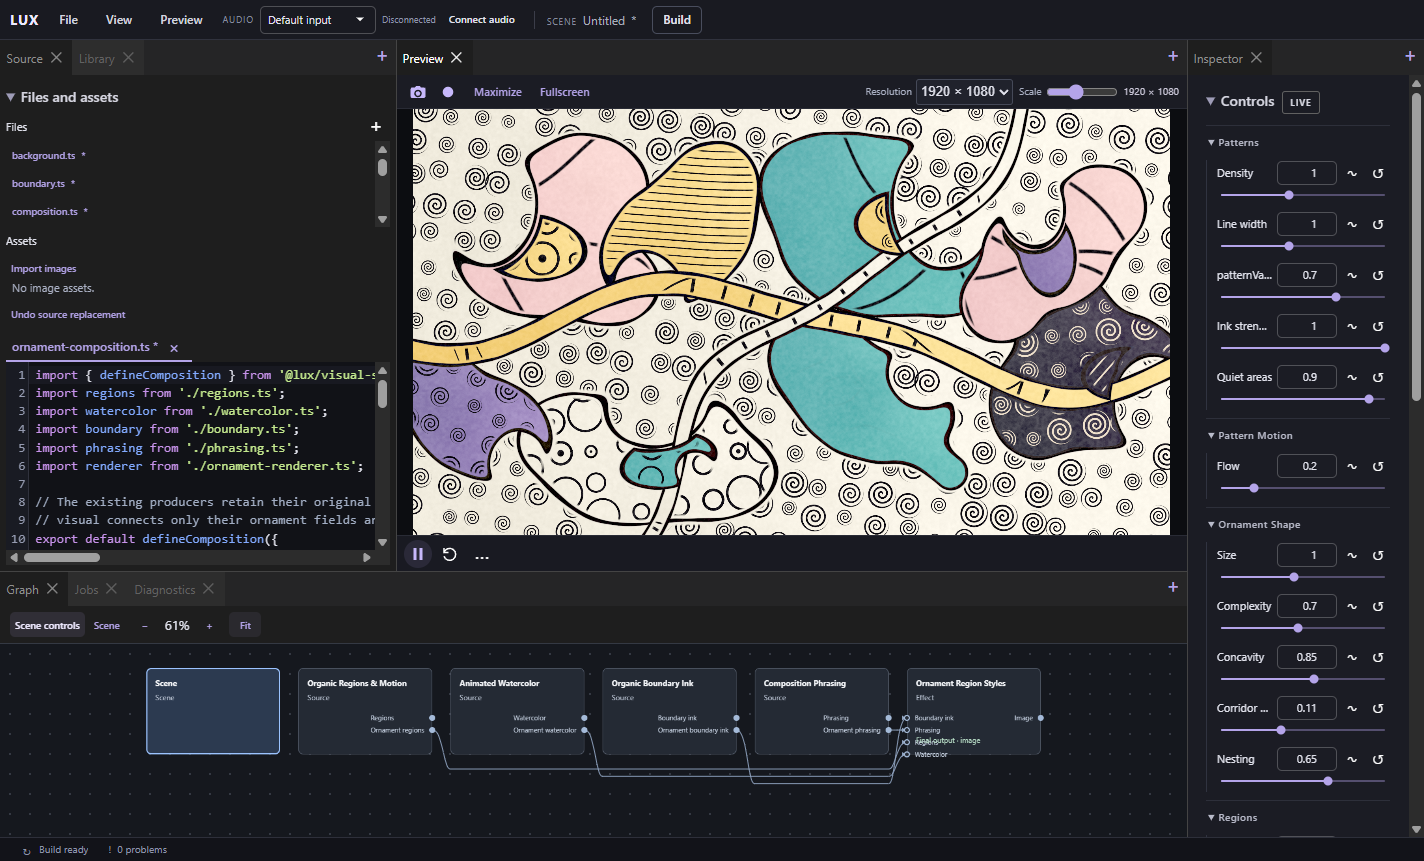 LUX File View Preview AUDIO Default input Disconnected Connect audio SCENE Untitled * Build
Source Library
Files and assets
Files
background.ts *
boundary.ts *
composition.ts *
Assets
Import images
No image assets.
Undo source replacement
ornament-composition.ts *
1 import { defineComposition } from '@lux/visual-s
2 import regions from './regions.ts';
3 import watercolor from './watercolor.ts';
4 import boundary from './boundary.ts';
5 import phrasing from './phrasing.ts';
6 import renderer from './ornament-renderer.ts';
7
8 // The existing producers retain their original
9 // visual connects only their ornament fields an
10 export default defineComposition({
Preview
Maximize Fullscreen Resolution 1920 × 1080 Scale 1920 × 1080
...
Inspector
Controls LIVE
Patterns
Density 1
Line width 1
patternVa... 0.7
Ink stren... 1
Quiet areas 0.9
Pattern Motion
Flow 0.2
Ornament Shape
Size 1
Complexity 0.7
Concavity 0.85
Corridor ... 0.11
Nesting 0.65
Regions
Graph Jobs Diagnostics
Scene controls Scene − 61% + Fit
Scene
Scene
Organic Regions & Motion
Source
Regions
Ornament regions
Animated Watercolor
Source
Watercolor
Ornament watercolor
Organic Boundary Ink
Source
Boundary ink
Ornament boundary ink
Composition Phrasing
Source
Phrasing
Ornament phrasing
Ornament Region Styles
Effect
Boundary ink Image
Phrasing
Regions
Final output · image
Watercolor
Build ready ! 0 problems